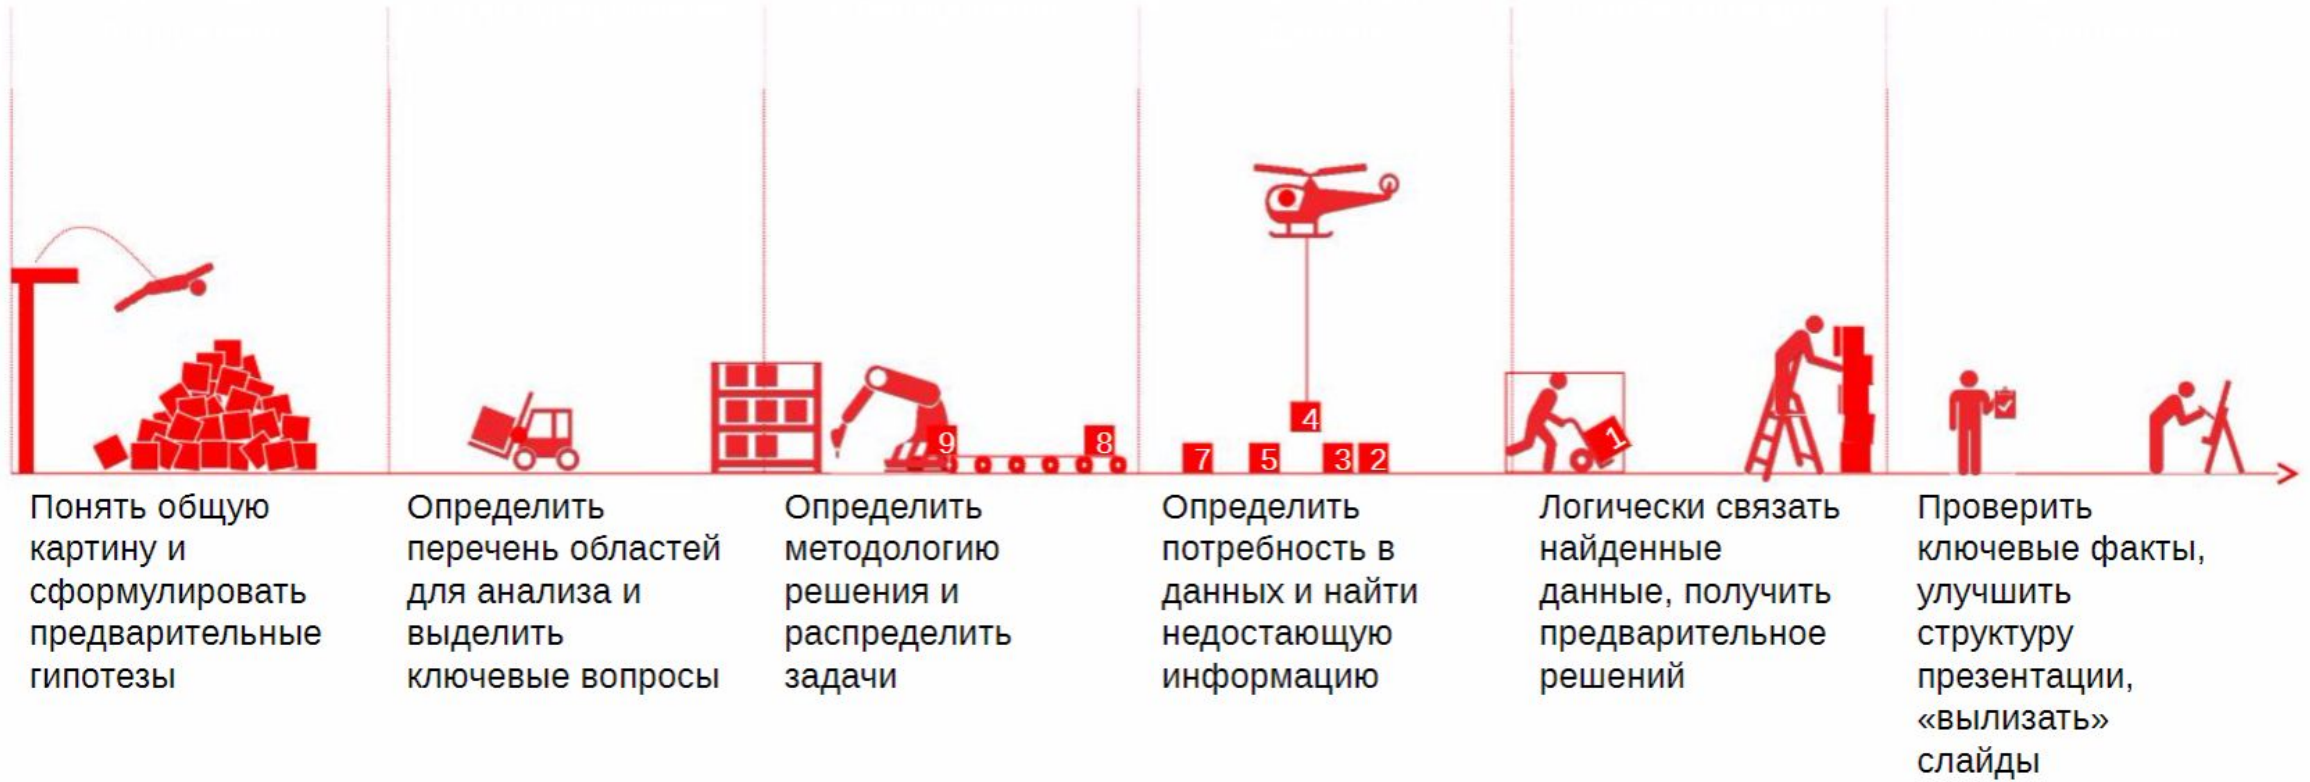 9
8
7
5
4
3
2
1
Понять общую
картину и
сформулировать
предварительные
гипотезы
Определить
перечень областей
для анализа и
выделить
ключевые вопросы
Определить
методологию
решения и
распределить
задачи
Определить
потребность в
данных и найти
недостающую
информацию
Логически связать
найденные
данные, получить
предварительное
решений
Проверить
ключевые факты,
улучшить
структуру
презентации,
«вылизать»
слайды